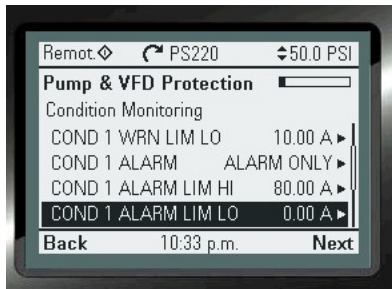 Remot. PS220 50.0 PSI
Pump & VFD Protection
Condition Monitoring
COND 1 WRN LIM LO 10.00 A
COND 1 ALARM ALARM ONLY
COND 1 ALARM LIM HI 80.00 A
COND 1 ALARM LIM LO 0.00 A
Back 10:33 p.m. Next